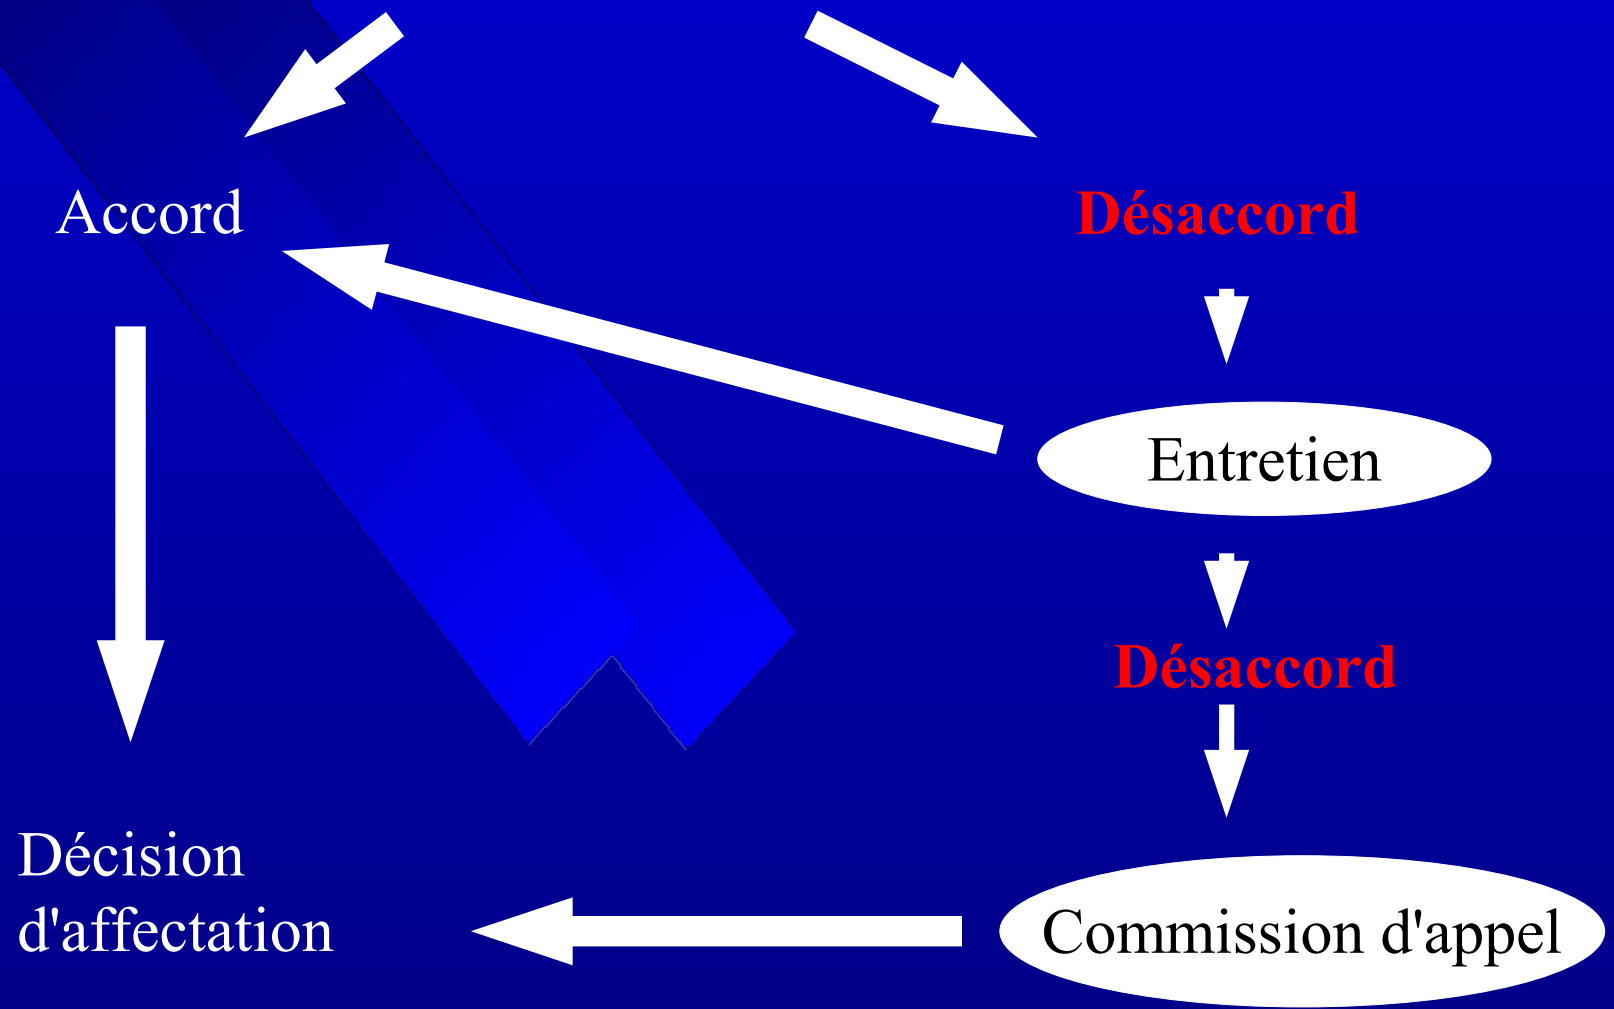 Accord
Désaccord
Entretien
Désaccord
Décision
d'affectation
Commission d'appel